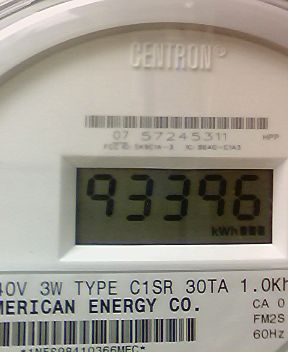 CENTRON®
07 57245311 HPP
93396
kWh
40V 3W TYPE C1SR 30TA 1.0Kh
MERICAN ENERGY CO. CA 0
FM2S
60Hz